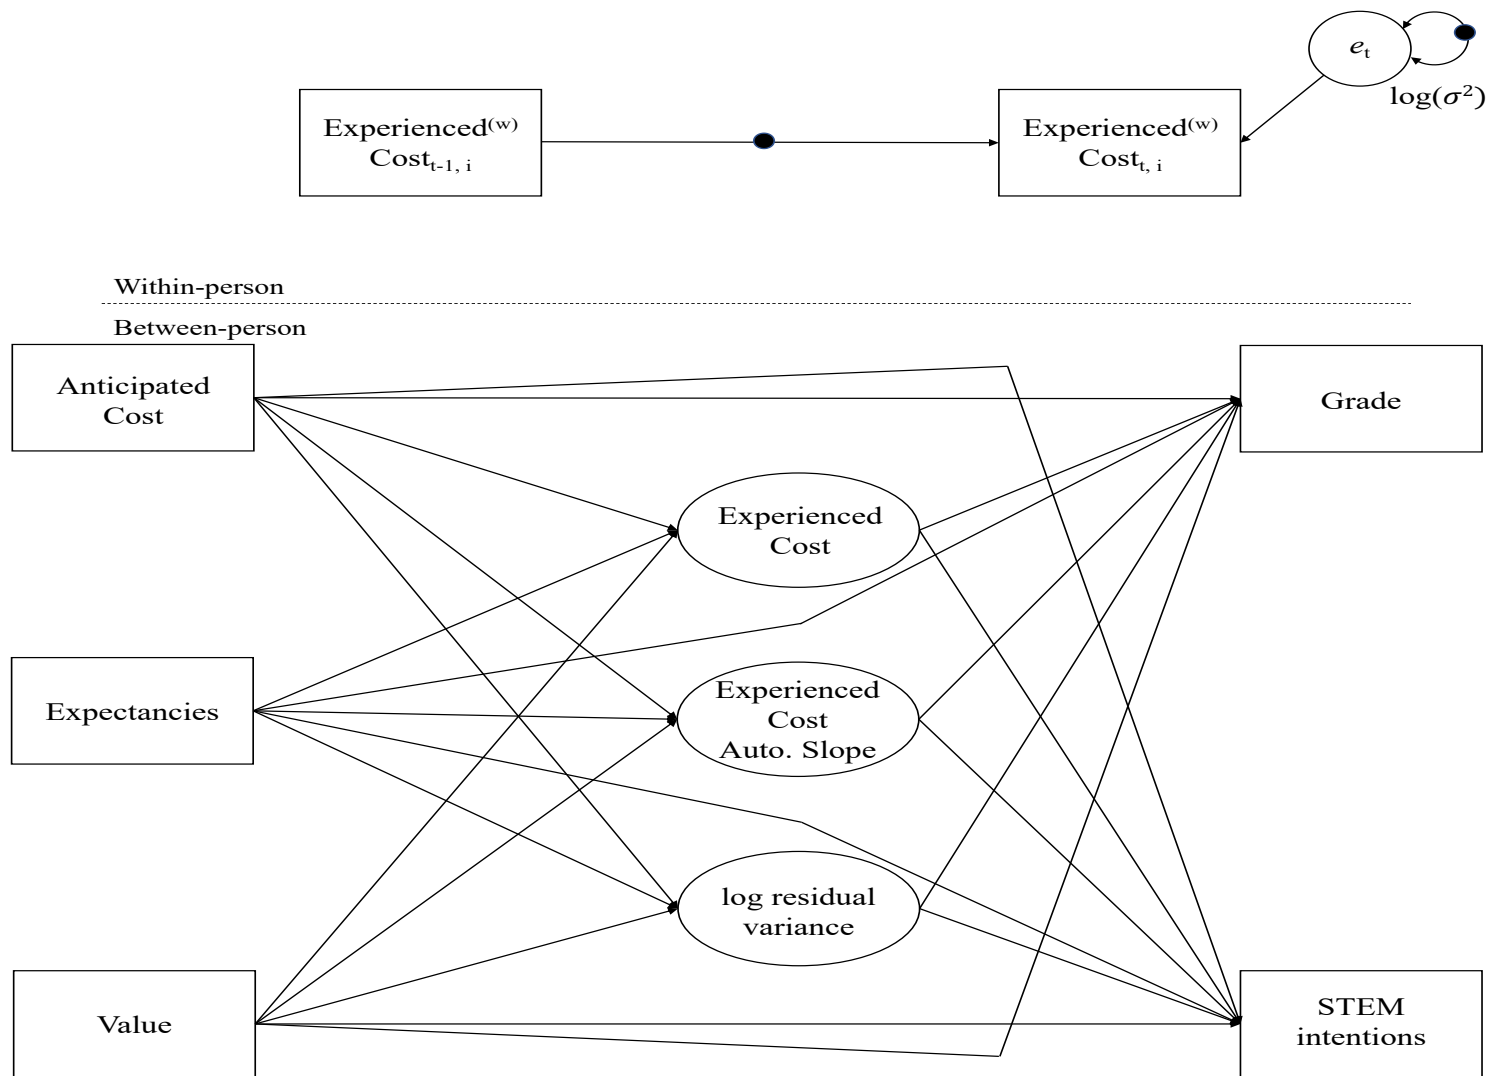 e_t
log(σ²)
Experienced(w)
Cost_t-1, i
Experienced(w)
Cost_t, i
Within-person
Between-person
Anticipated
Cost
Grade
Experienced
Cost
Expectancies
Experienced
Cost
Auto. Slope
log residual
variance
Value
STEM
intentions